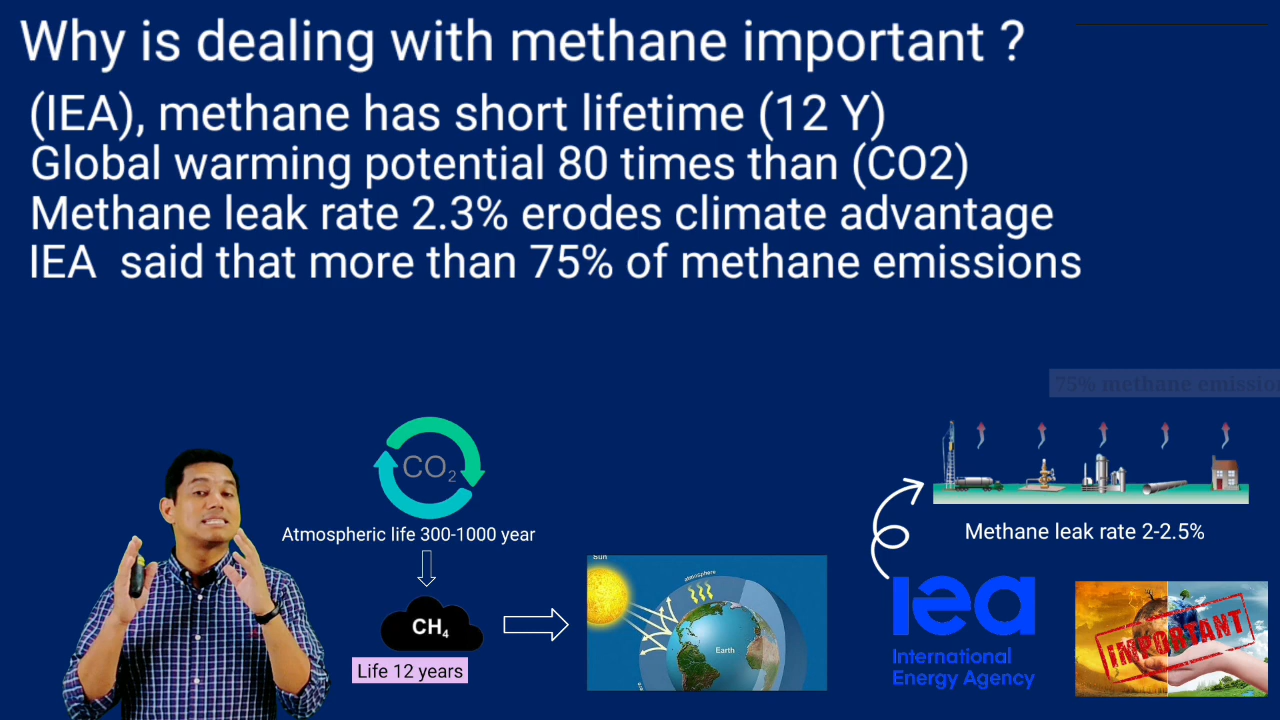 Why is dealing with methane important ?
(IEA), methane has short lifetime (12 Y)
Global warming potential 80 times than (CO2)
Methane leak rate 2.3% erodes climate advantage
IEA said that more than 75% of methane emissions
75% methane emissio
CO2
Atmospheric life 300-1000 year
CH4
Life 12 years
Sun
atmosphere
Earth
Methane leak rate 2-2.5%
iea
International
Energy Agency
IMPORTANT